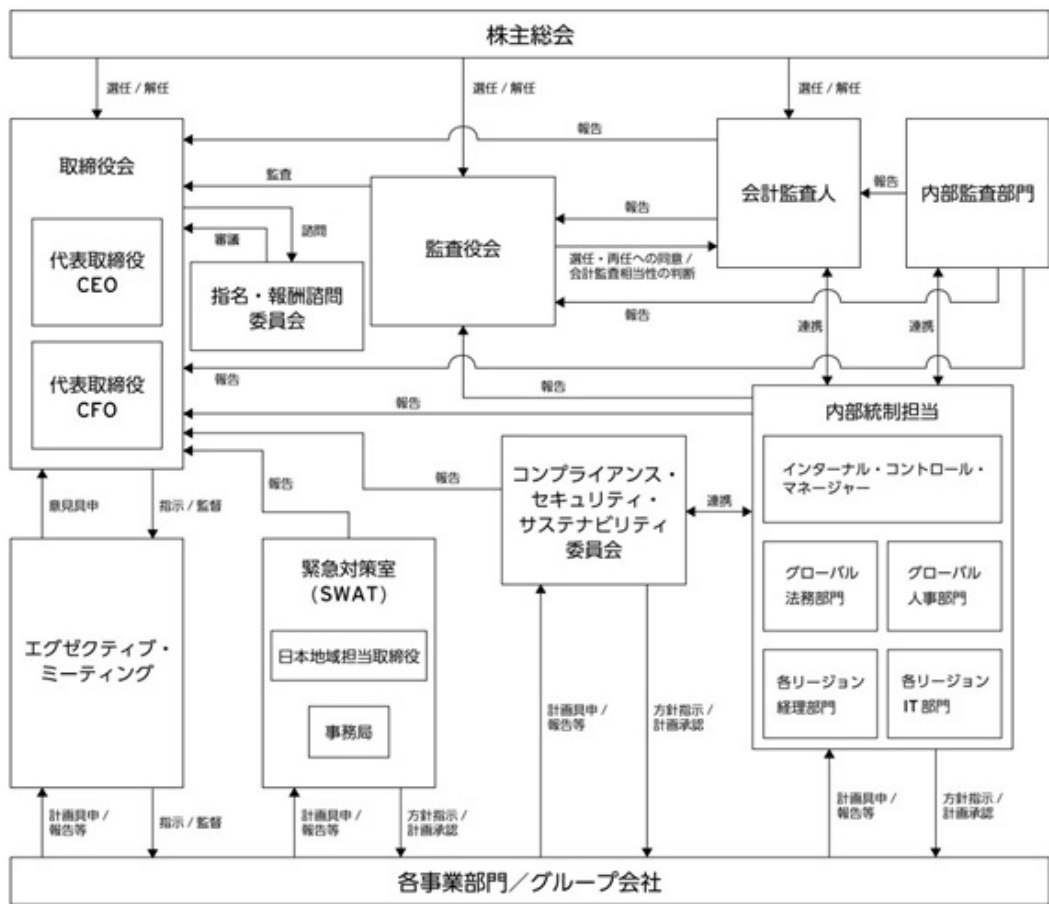 株主総会
選任 / 解任
選任 / 解任
選任 / 解任
取締役会
代表取締役
CEO
代表取締役
CFO
報告
監査
諮問
審議
指名・報酬諮問
委員会
監査役会
報告
選任・再任への同意 /
会計監査相当性の判断
報告
会計監査人
報告
内部監査部門
連携
連携
報告
報告
報告
報告
報告
内部統制担当
インターナル・コントロール・
マネージャー
グローバル
法務部門
グローバル
人事部門
各リージョン
経理部門
各リージョン
IT 部門
コンプライアンス・
セキュリティ・
サステナビリティ
委員会
連携
意見具申
指示 / 監督
エグゼクティブ・
ミーティング
緊急対策室
(SWAT)
日本地域担当取締役
事務局
計画具申 /
報告等
指示 / 監督
計画具申 /
報告等
方針指示 /
計画承認
計画具申 /
報告等
方針指示 /
計画承認
計画具申 /
報告等
方針指示 /
計画承認
各事業部門／グループ会社